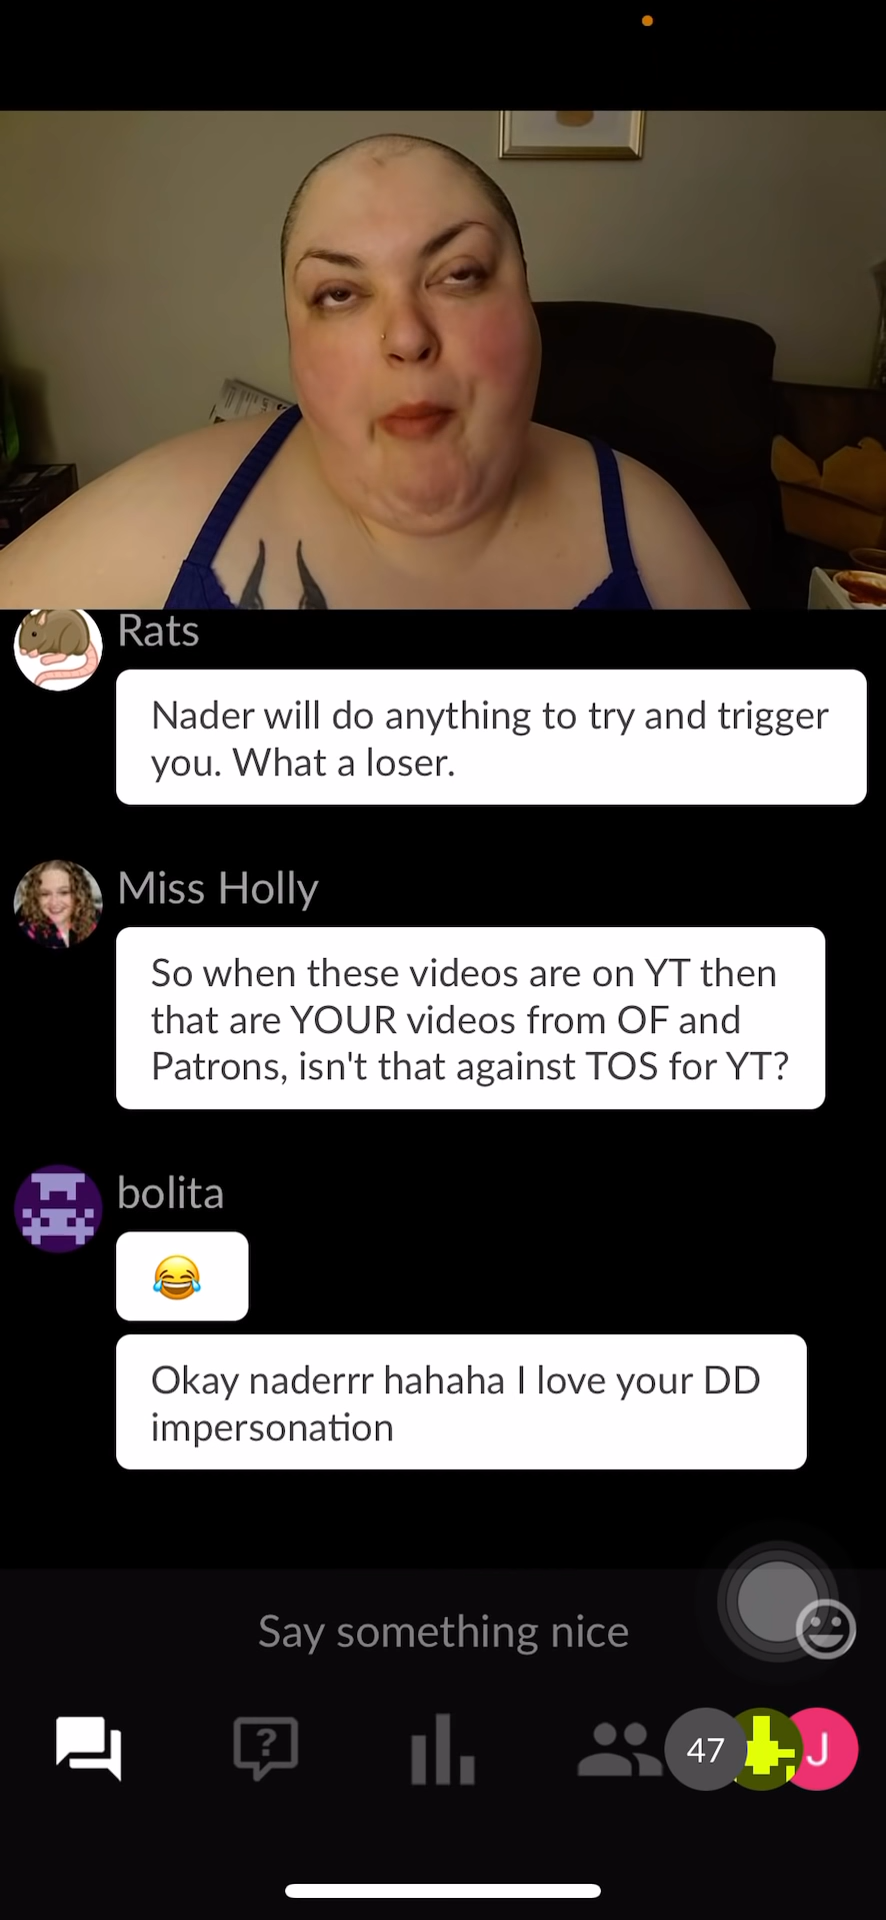 Rats
Nader will do anything to try and trigger
you. What a loser.
Miss Holly
So when these videos are on YT then
that are YOUR videos from OF and
Patrons, isn't that against TOS for YT?
bolita
😂
Okay naderrr hahaha I love your DD
impersonation
Say something nice
?
47
J